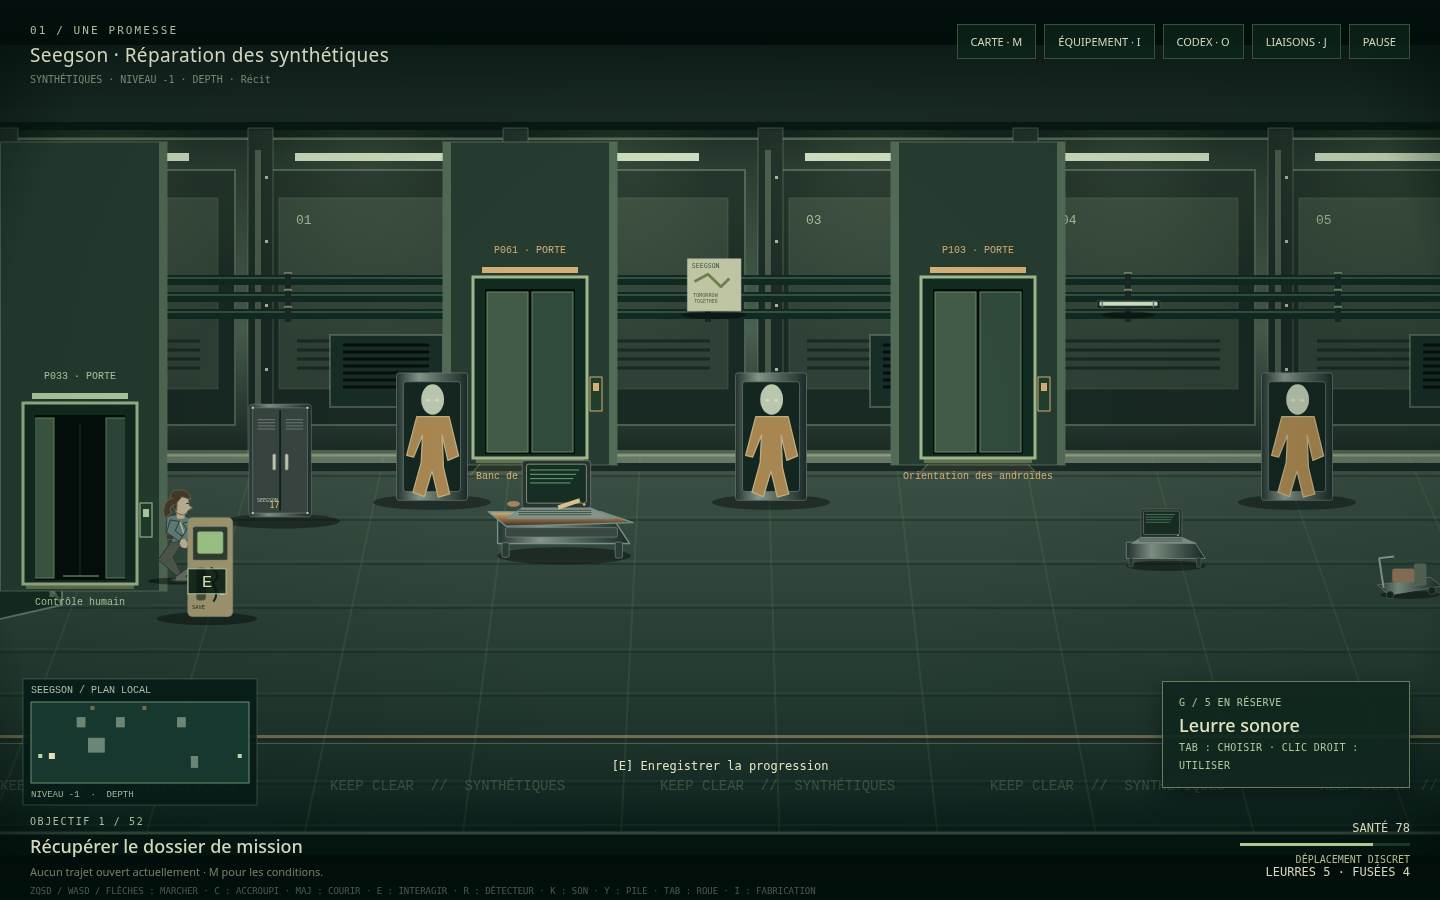 01 / UNE PROMESSE
Seegson · Réparation des synthétiques
SYNTHÉTIQUES · NIVEAU -1 · DEPTH · Récit
CARTE · M
ÉQUIPEMENT · I
CODEX · O
LIAISONS · J
PAUSE
01
03
04
05
P061 · PORTE
P103 · PORTE
SEEGSON
TOMORROW
TOGETHER
P033 · PORTE
Banc de
Orientation des androïdes
SEEGSON
17
E
SAVE
Contrôle humain
SEEGSON / PLAN LOCAL
NIVEAU -1 · DEPTH
G / 5 EN RÉSERVE
Leurre sonore
TAB : CHOISIR · CLIC DROIT :
UTILISER
[E] Enregistrer la progression
KEEP CLEAR // SYNTHÉTIQUES
KEEP CLEAR // SYNTHÉTIQUES
KEEP CLEAR //
OBJECTIF 1 / 52
Récupérer le dossier de mission
Aucun trajet ouvert actuellement · M pour les conditions.
ZQSD / WASD / FLÈCHES : MARCHER · C : ACCROUPI · MAJ : COURIR · E : INTERAGIR · R : DÉTECTEUR · K : SON · Y : PILE · TAB : ROUE · I : FABRICATION
SANTÉ 78
DÉPLACEMENT DISCRET
LEURRES 5 · FUSÉES 4